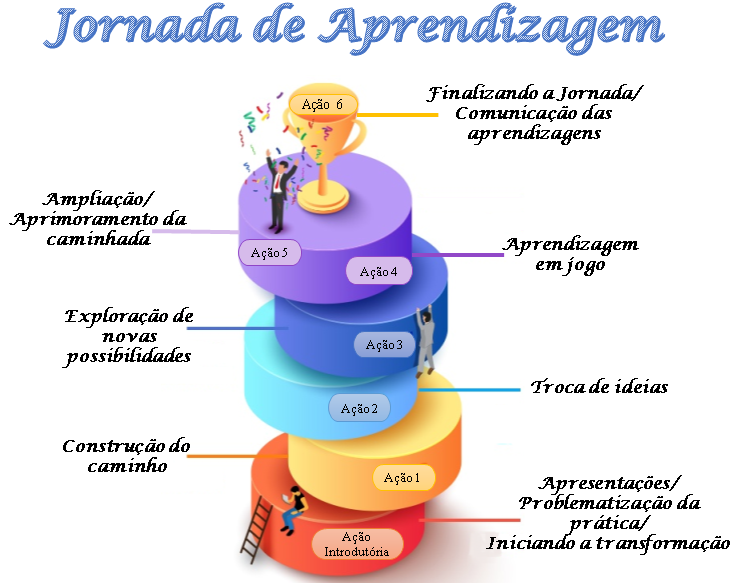 Jornada de Aprendizagem
Ação 6
Finalizando a Jornada/
Comunicação das
aprendizagens
Ampliação/
Aprimoramento da
caminhada
Ação 5
Ação 4
Aprendizagem
em jogo
Exploração de
novas
possibilidades
Ação 3
Troca de ideias
Ação 2
Construção do
caminho
Ação 1
Apresentações/
Problematização da
prática/
Iniciando a transformação
Ação
Introdutória